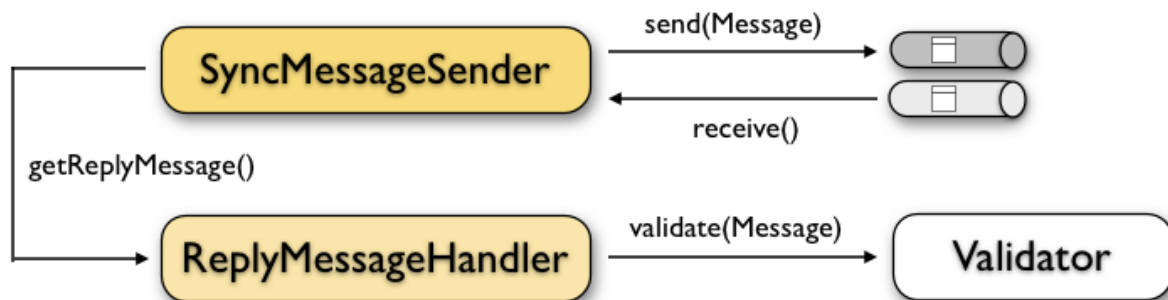 send(Message)
SyncMessageSender
receive()
getReplyMessage()
validate(Message)
ReplyMessageHandler
Validator